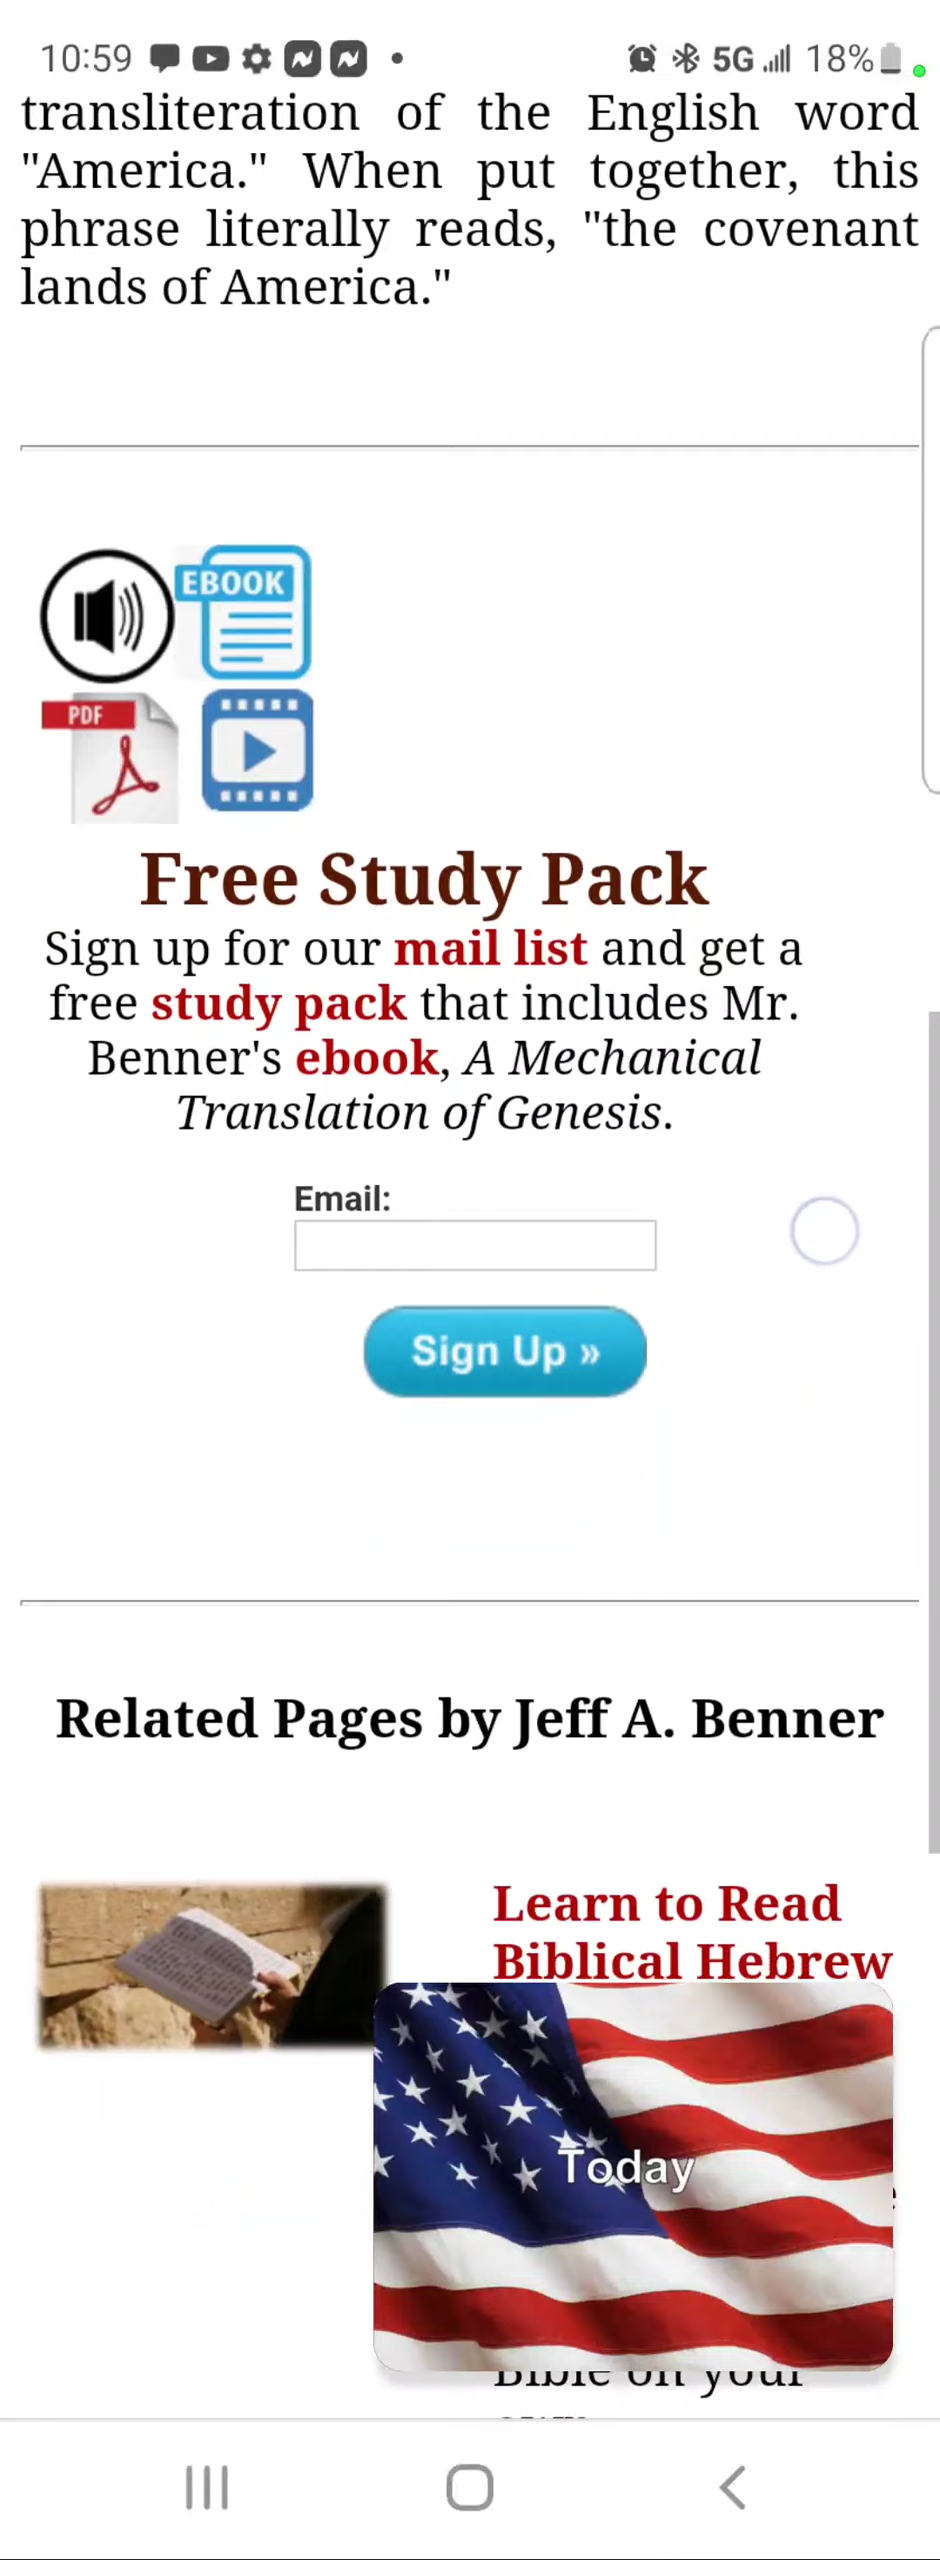 10:59
5G
18%
transliteration of the English word
"America." When put together, this
phrase literally reads, "the covenant
lands of America."
EBOOK
PDF
Free Study Pack
Sign up for our mail list and get a
free study pack that includes Mr.
Benner's ebook, A Mechanical
Translation of Genesis.
Email:
Sign Up »
Related Pages by Jeff A. Benner
Learn to Read
Biblical Hebrew
Today
Bible on your